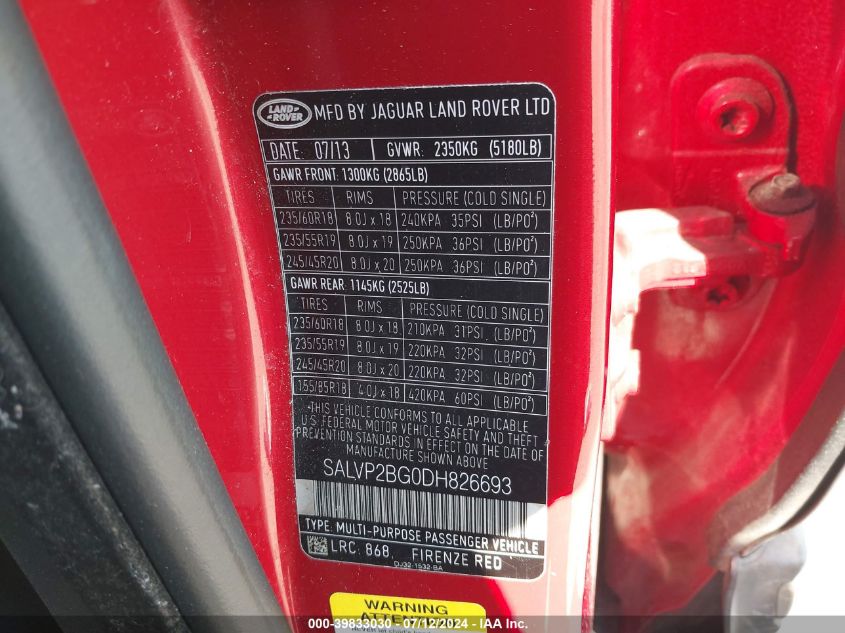 LAND ROVER MFD BY JAGUAR LAND ROVER LTD
DATE: 07/13 GVWR: 2350KG (5180LB)
GAWR FRONT: 1300KG (2865LB)
TIRES RIMS PRESSURE (COLD SINGLE)
235/60R18 8.0J x 18 240KPA 35PSI (LB/PO²)
235/55R19 8.0J x 19 250KPA 36PSI (LB/PO²)
245/45R20 8.0J x 20 250KPA 36PSI (LB/PO²)
GAWR REAR: 1145KG (2525LB)
TIRES RIMS PRESSURE (COLD SINGLE)
235/60R18 8.0J x 18 210KPA 31PSI. (LB/PO²)
235/55R19 8.0J x 19 220KPA 32PSI (LB/PO²)
245/45R20 8.0J x 20 220KPA 32PSI (LB/PO²)
155/85R18 4.0J x 18 420KPA 60PSI (LB/PO²)
THIS VEHICLE CONFORMS TO ALL APPLICABLE
U.S. FEDERAL MOTOR VEHICLE SAFETY AND THEFT
PREVENTION STANDARDS IN EFFECT ON THE DATE OF
MANUFACTURE SHOWN ABOVE
SALVP2BG0DH826693
TYPE: MULTI-PURPOSE PASSENGER VEHICLE
LRC: 868, FIRENZE RED
DJ32-1532-BA
WARNING
000-39833030 - 07/12/2024 - IAA Inc.